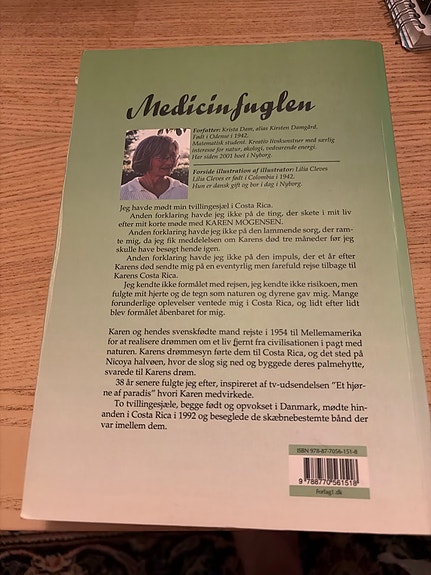 Medicinfuglen
Forfatter: Krista Dam, alias Kirsten Damgård.
Født i Odense i 1942.
Matematisk student. Kreativ livskunstner med særlig
interesse for natur, økologi, vedvarende energi.
Har siden 2001 boet i Nyborg.
Forside illustration af illustrator: Lilia Cleves
Lilia Cleves er født i Colombia i 1942.
Hun er dansk gift og bor i dag i Nyborg.
Jeg havde mødt min tvillingesjæl i Costa Rica.
Anden forklaring havde jeg ikke på de ting, der skete i mit liv
efter mit korte møde med KAREN MOGENSEN.
Anden forklaring havde jeg ikke på den lammende sorg, der ram-
te mig, da jeg fik meddelelsen om Karens død tre måneder før jeg
skulle have besøgt hende igen.
Anden forklaring havde jeg ikke på den impuls, der et år efter
Karens død sendte mig på en eventyrlig men farefuld rejse tilbage til
Karens Costa Rica.
Jeg kendte ikke formålet med rejsen, jeg kendte ikke risikoen, men
fulgte mit hjerte og de tegn som naturen og dyrene gav mig. Mange
forunderlige oplevelser ventede mig i Costa Rica, og lidt efter lidt
blev formålet åbenbaret for mig.
Karen og hendes svenskfødte mand rejste i 1954 til Mellemamerika
for at realisere drømmen om et liv fjernt fra civilisationen i pagt med
naturen. Karens drømmesyn førte dem til Costa Rica, og det sted på
Nicoya halvøen, hvor de slog sig ned og byggede deres palmehytte,
svarede til Karens drøm.
38 år senere fulgte jeg efter, inspireret af tv-udsendelsen "Et hjør-
ne af paradis" hvori Karen medvirkede.
To tvillingesjæle, begge født og opvokset i Danmark, mødte hin-
anden i Costa Rica i 1992 og beseglede de skæbnebestemte bånd der
var imellem dem.
ISBN 978-87-7056-151-8
9 788770 561518
forlag1.dk